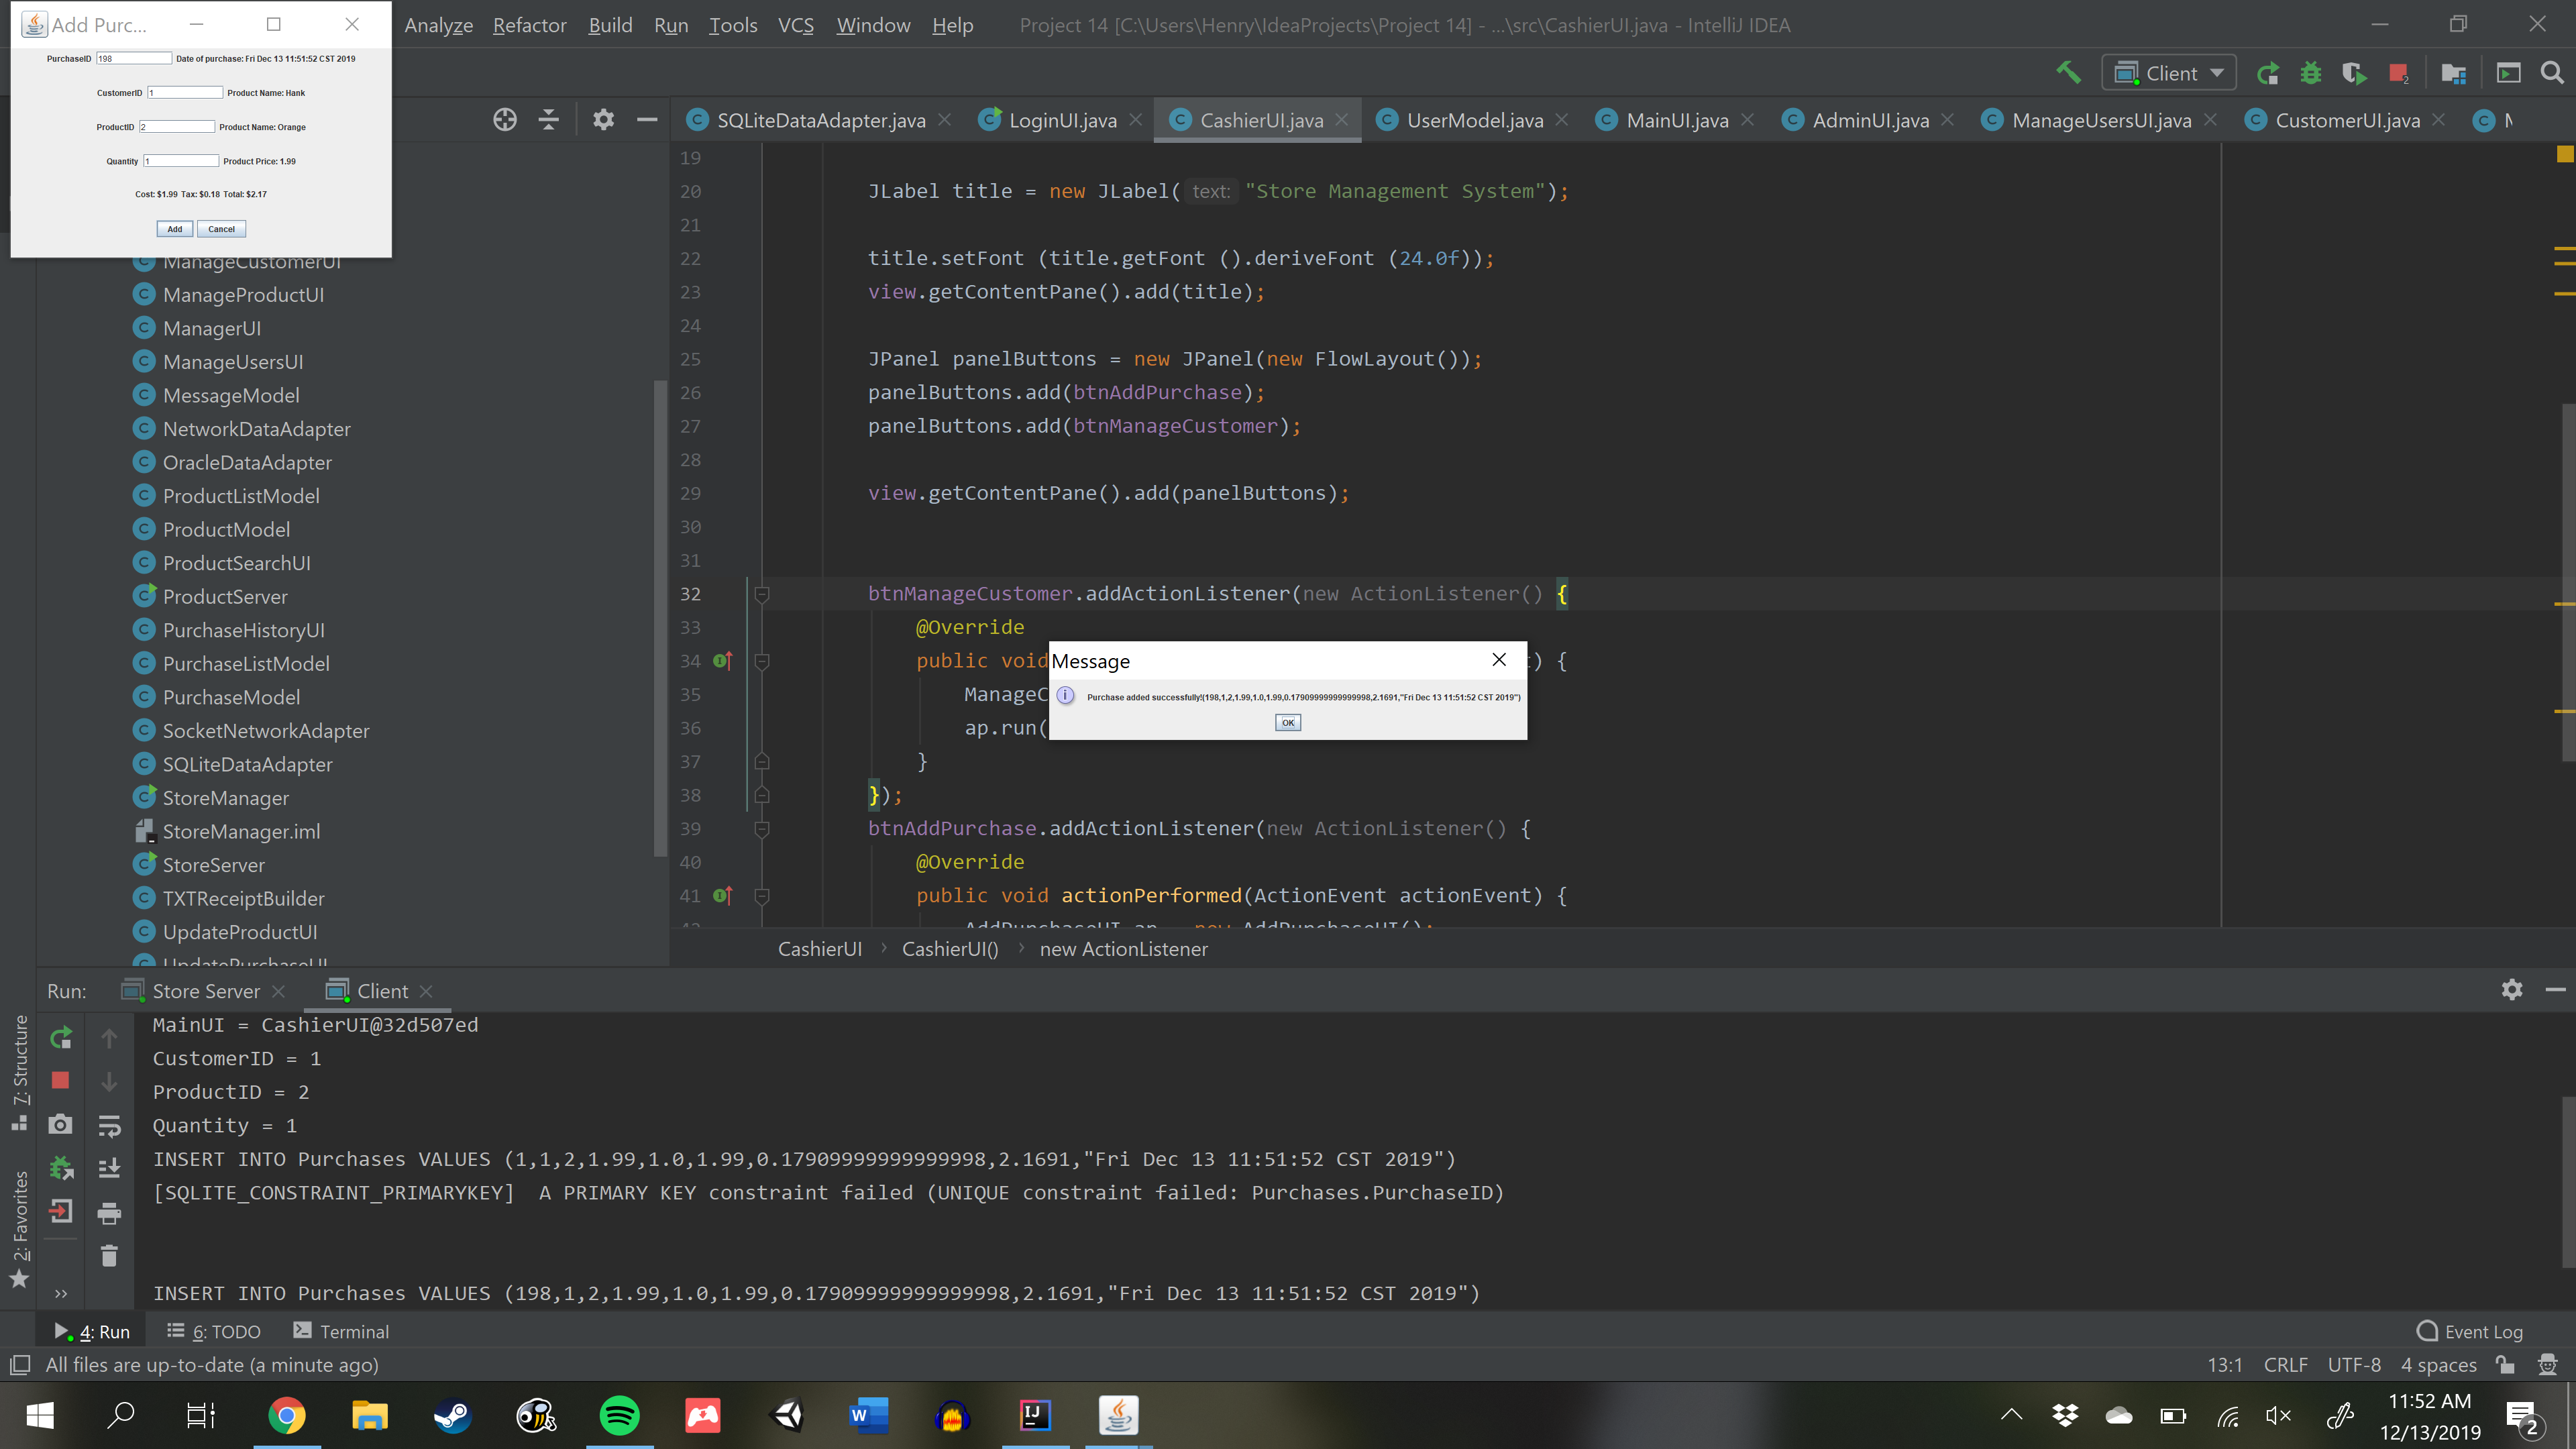 Add Purc...
Analyze Refactor Build Run Tools VCS Window Help Project 14 [C:\Users\Henry\IdeaProjects\Project 14] - ...\src\CashierUI.java - IntelliJ IDEA
PurchaseID 198 Date of purchase: Fri Dec 13 11:51:52 CST 2019
CustomerID 1 Product Name: Hank
ProductID 2 Product Name: Orange
Quantity 1 Product Price: 1.99
Cost: $1.99 Tax: $0.18 Total: $2.17
Add Cancel
Client
2
SQLiteDataAdapter.java LoginUI.java CashierUI.java UserModel.java MainUI.java AdminUI.java ManageUsersUI.java CustomerUI.java
ManageCustomerUI
ManageProductUI
ManagerUI
ManageUsersUI
MessageModel
NetworkDataAdapter
OracleDataAdapter
ProductListModel
ProductModel
ProductSearchUI
ProductServer
PurchaseHistoryUI
PurchaseListModel
PurchaseModel
SocketNetworkAdapter
SQLiteDataAdapter
StoreManager
StoreManager.iml
StoreServer
TXTReceiptBuilder
UpdateProductUI
UpdatePurchaseUI
19
20 JLabel title = new JLabel( text: "Store Management System");
21
22 title.setFont (title.getFont ().deriveFont (24.0f));
23 view.getContentPane().add(title);
24
25 JPanel panelButtons = new JPanel(new FlowLayout());
26 panelButtons.add(btnAddPurchase);
27 panelButtons.add(btnManageCustomer);
28
29 view.getContentPane().add(panelButtons);
30
31
32 btnManageCustomer.addActionListener(new ActionListener() {
33 @Override
34 public void ) {
35 ManageC
36 ap.run(
37 }
38 });
39 btnAddPurchase.addActionListener(new ActionListener() {
40 @Override
41 public void actionPerformed(ActionEvent actionEvent) {
42 AddPurchaseUI ap = new AddPurchaseUI();
Message
Purchase added successfully!(198,1,2,1.99,1.0,1.99,0.17909999999999998,2.1691,"Fri Dec 13 11:51:52 CST 2019")
OK
CashierUI CashierUI() new ActionListener
Run: Store Server Client
7: Structure
2: Favorites
MainUI = CashierUI@32d507ed
CustomerID = 1
ProductID = 2
Quantity = 1
INSERT INTO Purchases VALUES (1,1,2,1.99,1.0,1.99,0.17909999999999998,2.1691,"Fri Dec 13 11:51:52 CST 2019")
[SQLITE_CONSTRAINT_PRIMARYKEY]  A PRIMARY KEY constraint failed (UNIQUE constraint failed: Purchases.PurchaseID)
INSERT INTO Purchases VALUES (198,1,2,1.99,1.0,1.99,0.17909999999999998,2.1691,"Fri Dec 13 11:51:52 CST 2019")
4: Run 6: TODO Terminal Event Log
All files are up-to-date (a minute ago) 13:1 CRLF UTF-8 4 spaces
11:52 AM
12/13/2019
2